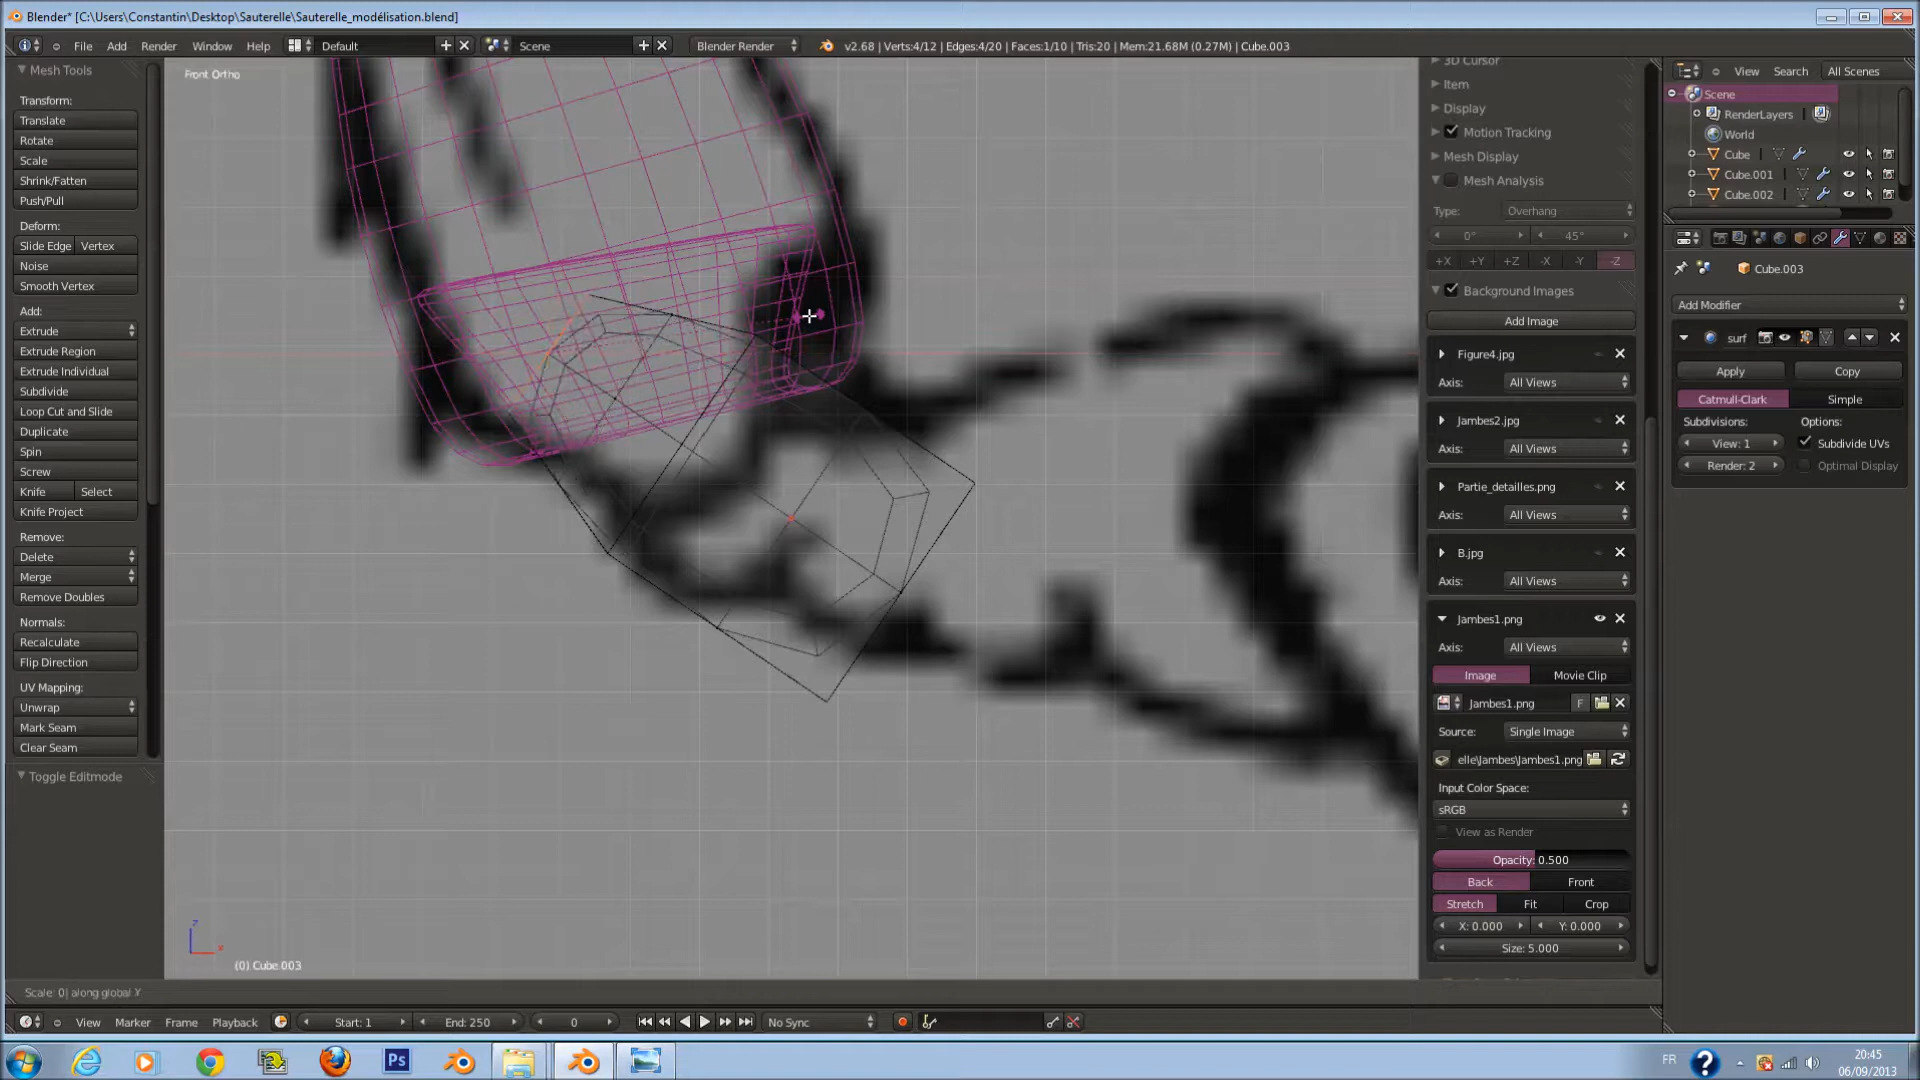 Blender* [C:\Users\Constantin\Desktop\Sauterelle\Sauterelle_modélisation.blend]
File Add Render Window Help Default Scene Blender Render v2.68 | Verts:4/12 | Edges:4/20 | Faces:1/10 | Tris:20 | Mem:21.68M (0.27M) | Cube.003
Mesh Tools
Transform:
Translate
Rotate
Scale
Shrink/Fatten
Push/Pull
Deform:
Slide Edge Vertex
Noise
Smooth Vertex
Add:
Extrude
Extrude Region
Extrude Individual
Subdivide
Loop Cut and Slide
Duplicate
Spin
Screw
Knife Select
Knife Project
Remove:
Delete
Merge
Remove Doubles
Normals:
Recalculate
Flip Direction
UV Mapping:
Unwrap
Mark Seam
Clear Seam
Toggle Editmode
Front Ortho
z
x
(0) Cube.003
Scale: 0| along global Y
3D Cursor
Item
Display
Motion Tracking
Mesh Display
Mesh Analysis
Type: Overhang
0° 45°
+X +Y +Z -X -Y -Z
Background Images
Add Image
Figure4.jpg
Axis: All Views
Jambes2.jpg
Axis: All Views
Partie_detailles.png
Axis: All Views
B.jpg
Axis: All Views
Jambes1.png
Axis: All Views
Image Movie Clip
Jambes1.png F
Source: Single Image
elle\Jambes\Jambes1.png
Input Color Space:
sRGB
View as Render
Opacity: 0.500
Back Front
Stretch Fit Crop
X: 0.000 Y: 0.000
Size: 5.000
View Search All Scenes
Scene
RenderLayers
World
Cube
Cube.001
Cube.002
Cube.003
Add Modifier
surf
Apply Copy
Catmull-Clark Simple
Subdivisions: Options:
View: 1 Subdivide UVs
Render: 2 Optimal Display
View Marker Frame Playback Start: 1 End: 250 0 No Sync
Ps
FR
?
20:45
06/09/2013